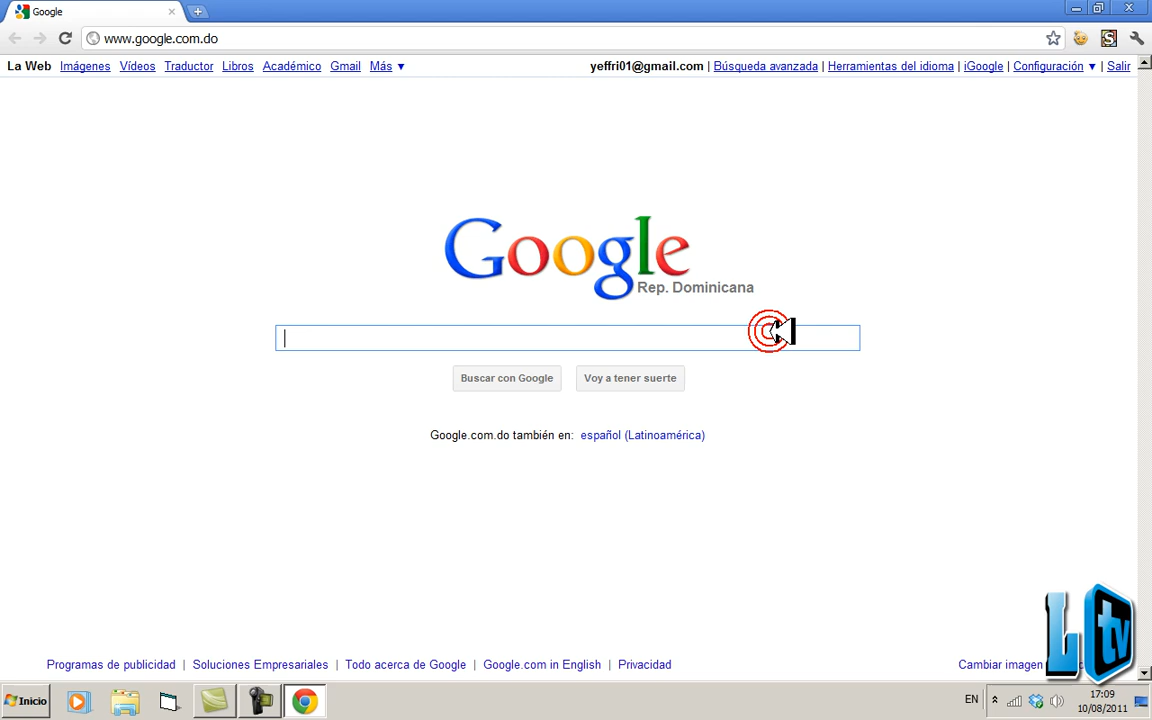 Google
www.google.com.do
La Web Imágenes Vídeos Traductor Libros Académico Gmail Más ▼ yeffri01@gmail.com | Búsqueda avanzada | Herramientas del idioma | iGoogle | Configuración ▼ | Salir
Google
Rep. Dominicana
Buscar con Google Voy a tener suerte
Google.com.do también en: español (Latinoamérica)
Programas de publicidad | Soluciones Empresariales | Todo acerca de Google | Google.com in English | Privacidad Cambiar imagen
L tv
Inicio EN 17:09
10/08/2011